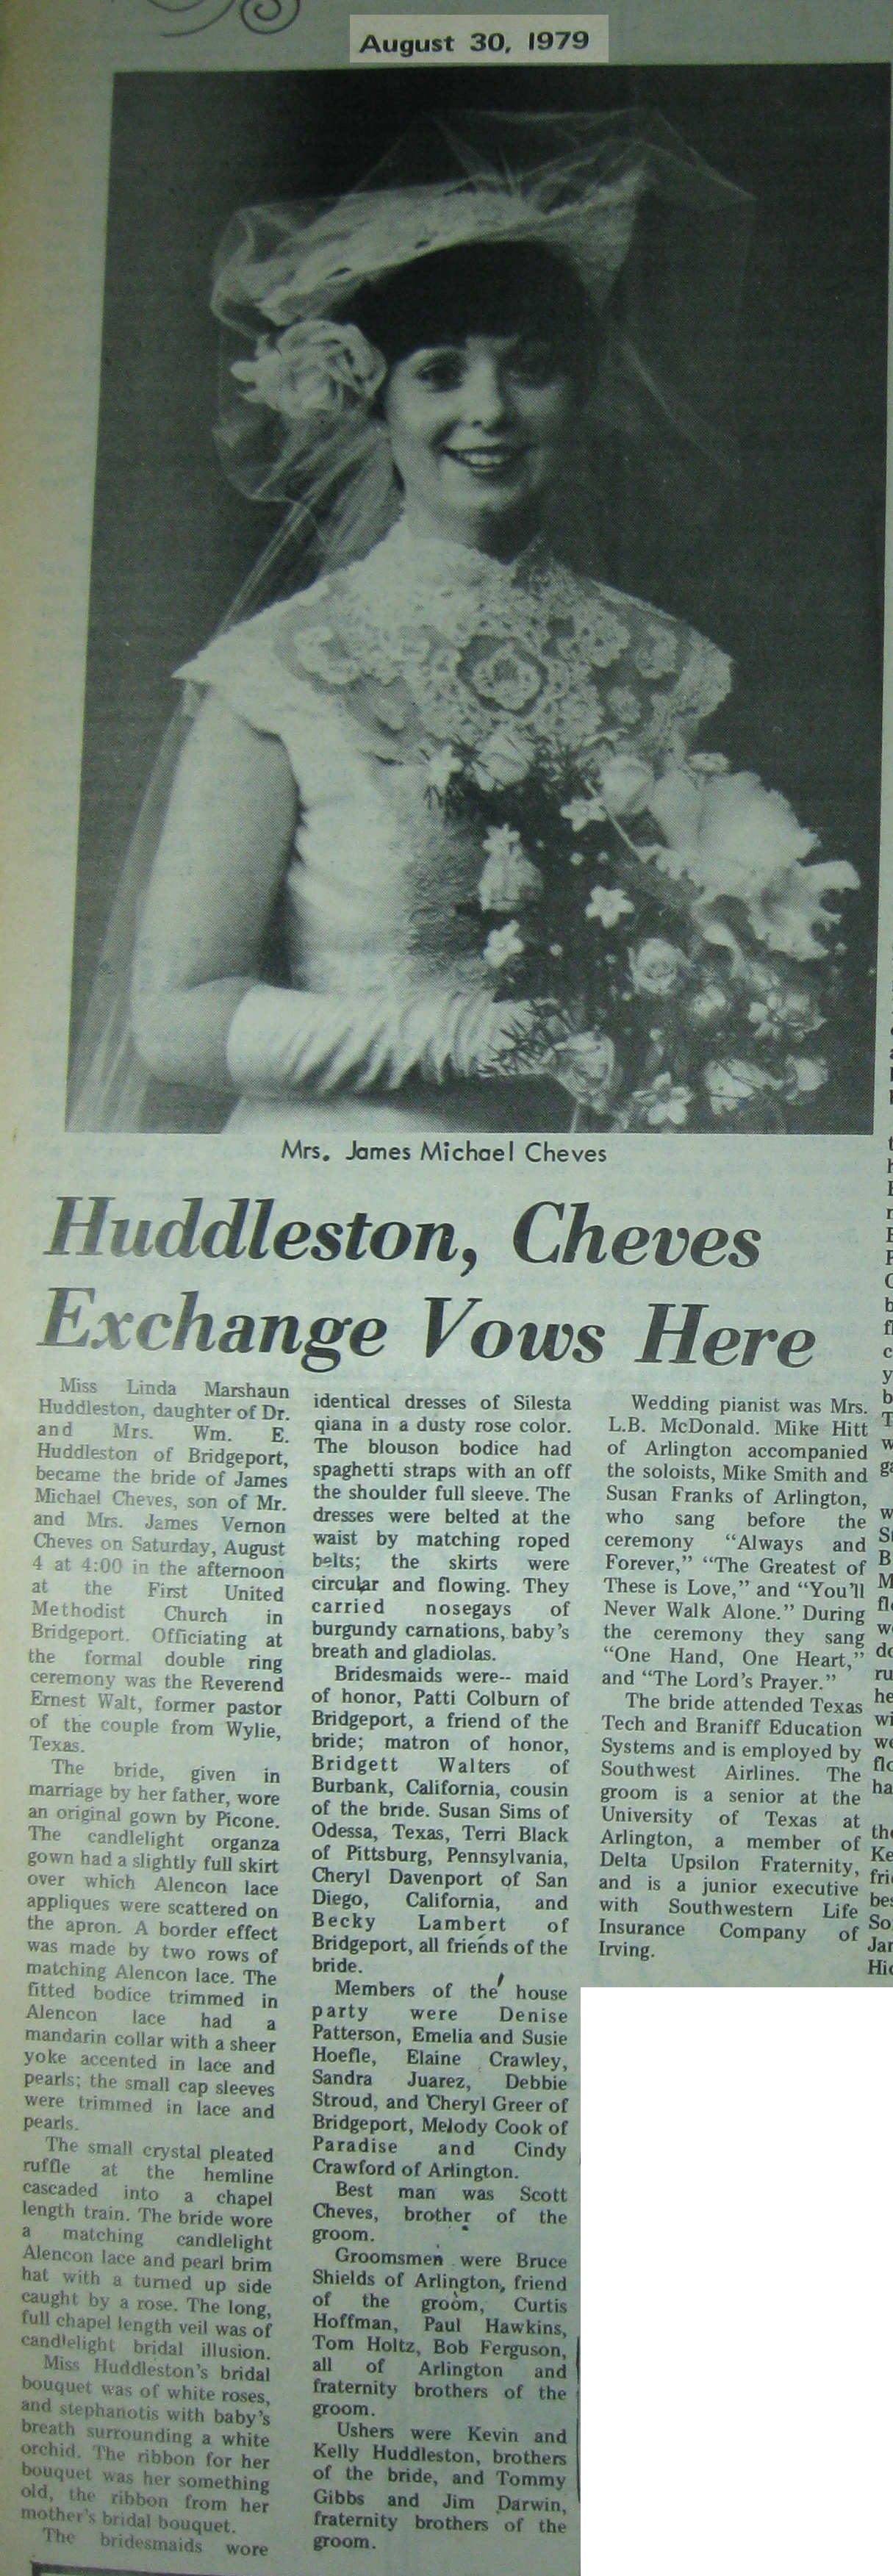 August 30, 1979
Mrs. James Michael Cheves
Huddleston, Cheves
Exchange Vows Here
Miss Linda Marshaun
Huddleston, daughter of Dr.
and Mrs. Wm. E.
Huddleston of Bridgeport,
became the bride of James
Michael Cheves, son of Mr.
and Mrs. James Vernon
Cheves on Saturday, August
4 at 4:00 in the afternoon
at the First United
Methodist Church in
Bridgeport. Officiating at
the formal double ring
ceremony was the Reverend
Ernest Walt, former pastor
of the couple from Wylie,
Texas.
The bride, given in
marriage by her father, wore
an original gown by Picone.
The candlelight organza
gown had a slightly full skirt
over which Alencon lace
appliques were scattered on
the apron. A border effect
was made by two rows of
matching Alencon lace. The
fitted bodice trimmed in
Alencon lace had a
mandarin collar with a sheer
yoke accented in lace and
pearls; the small cap sleeves
were trimmed in lace and
pearls.
The small crystal pleated
ruffle at the hemline
cascaded into a chapel
length train. The bride wore
a matching candlelight
Alencon lace and pearl brim
hat with a turned up side
caught by a rose. The long,
full chapel length veil was of
candlelight bridal illusion.
Miss Huddleston's bridal
bouquet was of white roses,
and stephanotis with baby's
breath surrounding a white
orchid. The ribbon for her
bouquet was her something
old, the ribbon from her
mother's bridal bouquet.
The bridesmaids wore
identical dresses of Silesta
qiana in a dusty rose color.
The blouson bodice had
spaghetti straps with an off
the shoulder full sleeve. The
dresses were belted at the
waist by matching roped
belts; the skirts were
circular and flowing. They
carried nosegays of
burgundy carnations, baby's
breath and gladiolas.
Bridesmaids were-- maid
of honor, Patti Colburn of
Bridgeport, a friend of the
bride; matron of honor,
Bridgett Walters of
Burbank, California, cousin
of the bride. Susan Sims of
Odessa, Texas, Terri Black
of Pittsburg, Pennsylvania,
Cheryl Davenport of San
Diego, California, and
Becky Lambert of
Bridgeport, all friends of the
bride.
Members of the house
party were Denise
Patterson, Emelia and Susie
Hoefle, Elaine Crawley,
Sandra Juarez, Debbie
Stroud, and Cheryl Greer of
Bridgeport, Melody Cook of
Paradise and Cindy
Crawford of Arlington.
Best man was Scott
Cheves, brother of the
groom.
Groomsmen were Bruce
Shields of Arlington, friend
of the groom, Curtis
Hoffman, Paul Hawkins,
Tom Holtz, Bob Ferguson,
all of Arlington and
fraternity brothers of the
groom.
Ushers were Kevin and
Kelly Huddleston, brothers
of the bride, and Tommy
Gibbs and Jim Darwin,
fraternity brothers of the
groom.
Wedding pianist was Mrs.
L.B. McDonald. Mike Hitt
of Arlington accompanied
the soloists, Mike Smith and
Susan Franks of Arlington,
who sang before the
ceremony "Always and
Forever," "The Greatest of
These is Love," and "You'll
Never Walk Alone." During
the ceremony they sang
"One Hand, One Heart,"
and "The Lord's Prayer."
The bride attended Texas
Tech and Braniff Education
Systems and is employed by
Southwest Airlines. The
groom is a senior at the
University of Texas at
Arlington, a member of
Delta Upsilon Fraternity,
and is a junior executive
with Southwestern Life
Insurance Company of
Irving.